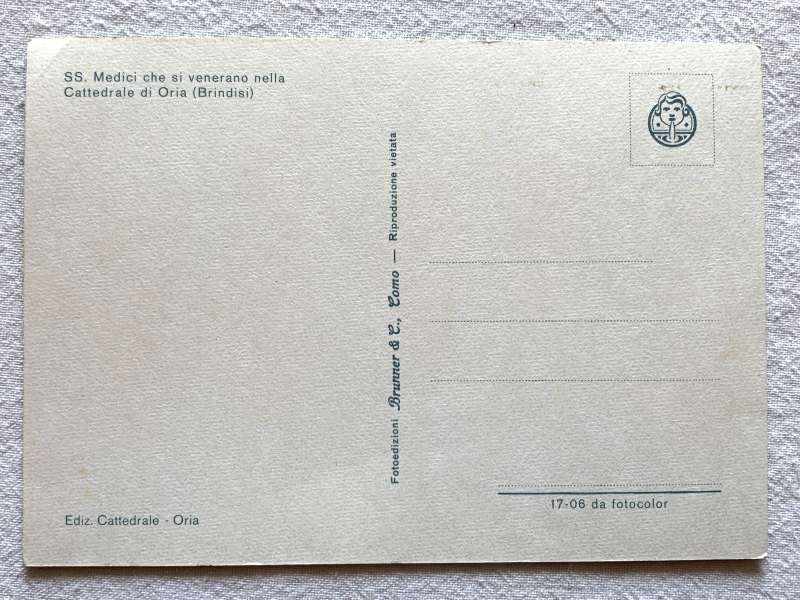 SS. Medici che si venerano nella
Cattedrale di Oria (Brindisi)
Fotoedizioni Brunner & C., Como — Riproduzione vietata
17-06 da fotocolor
Ediz. Cattedrale - Oria